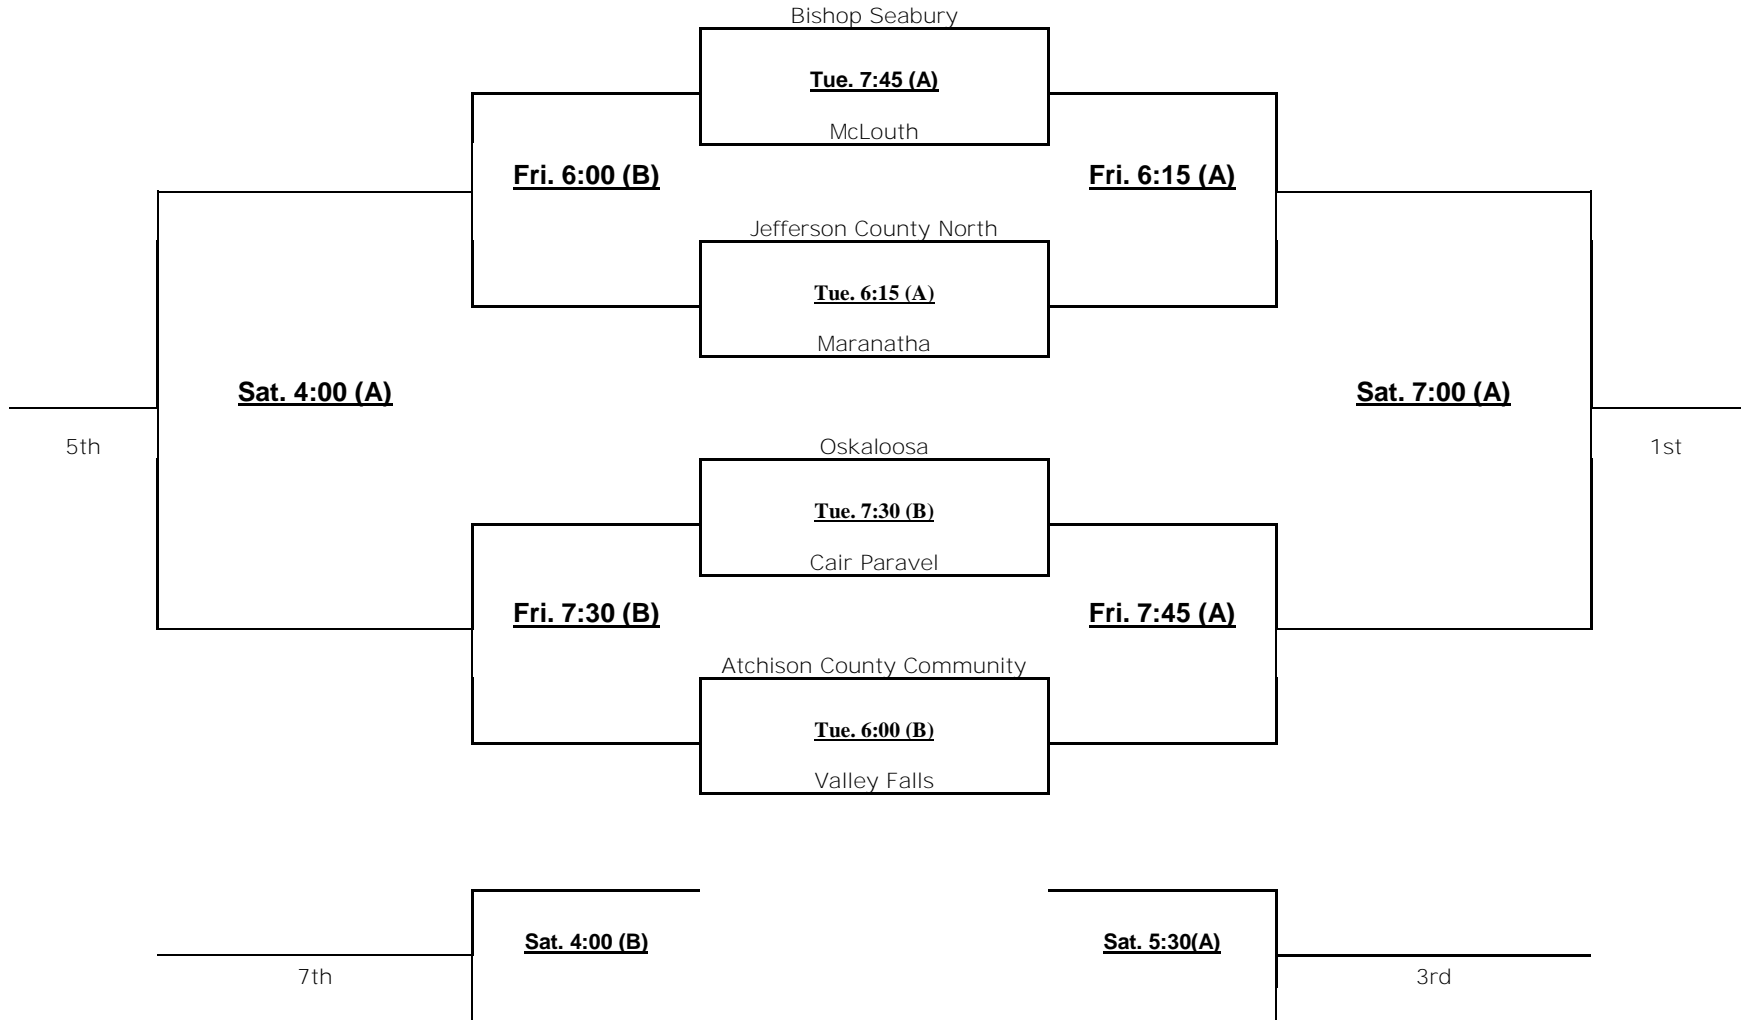 Bishop Seabury
Tue. 7:45 (A)
McLouth
Fri. 6:00 (B)
Fri. 6:15 (A)
Jefferson County North
Tue. 6:15 (A)
Maranatha
Sat. 4:00 (A)
Sat. 7:00 (A)
5th
Oskaloosa
1st
Tue. 7:30 (B)
Cair Paravel
Fri. 7:30 (B)
Fri. 7:45 (A)
Atchison County Community
Tue. 6:00 (B)
Valley Falls
Sat. 4:00 (B)
Sat. 5:30(A)
7th
3rd